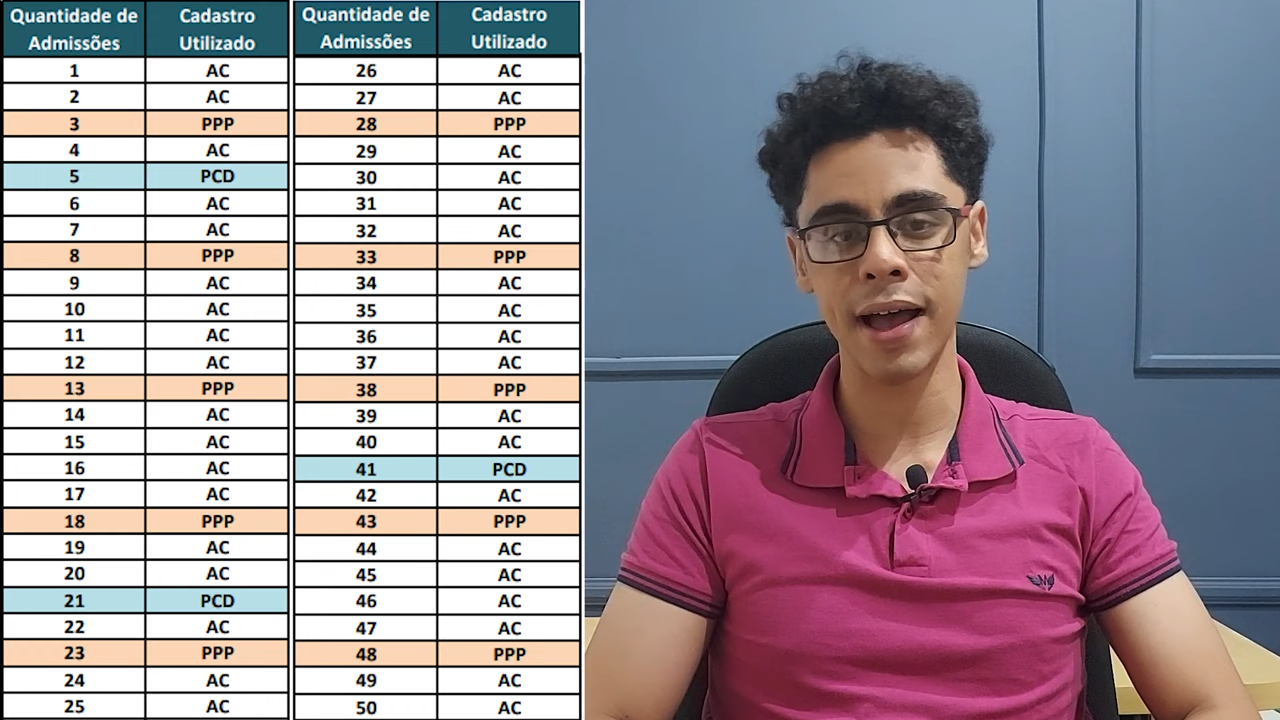 Quantidade de Admissões Cadastro Utilizado
1 AC
2 AC
3 PPP
4 AC
5 PCD
6 AC
7 AC
8 PPP
9 AC
10 AC
11 AC
12 AC
13 PPP
14 AC
15 AC
16 AC
17 AC
18 PPP
19 AC
20 AC
21 PCD
22 AC
23 PPP
24 AC
25 AC
Quantidade de Admissões Cadastro Utilizado
26 AC
27 AC
28 PPP
29 AC
30 AC
31 AC
32 AC
33 PPP
34 AC
35 AC
36 AC
37 AC
38 PPP
39 AC
40 AC
41 PCD
42 AC
43 PPP
44 AC
45 AC
46 AC
47 AC
48 PPP
49 AC
50 AC